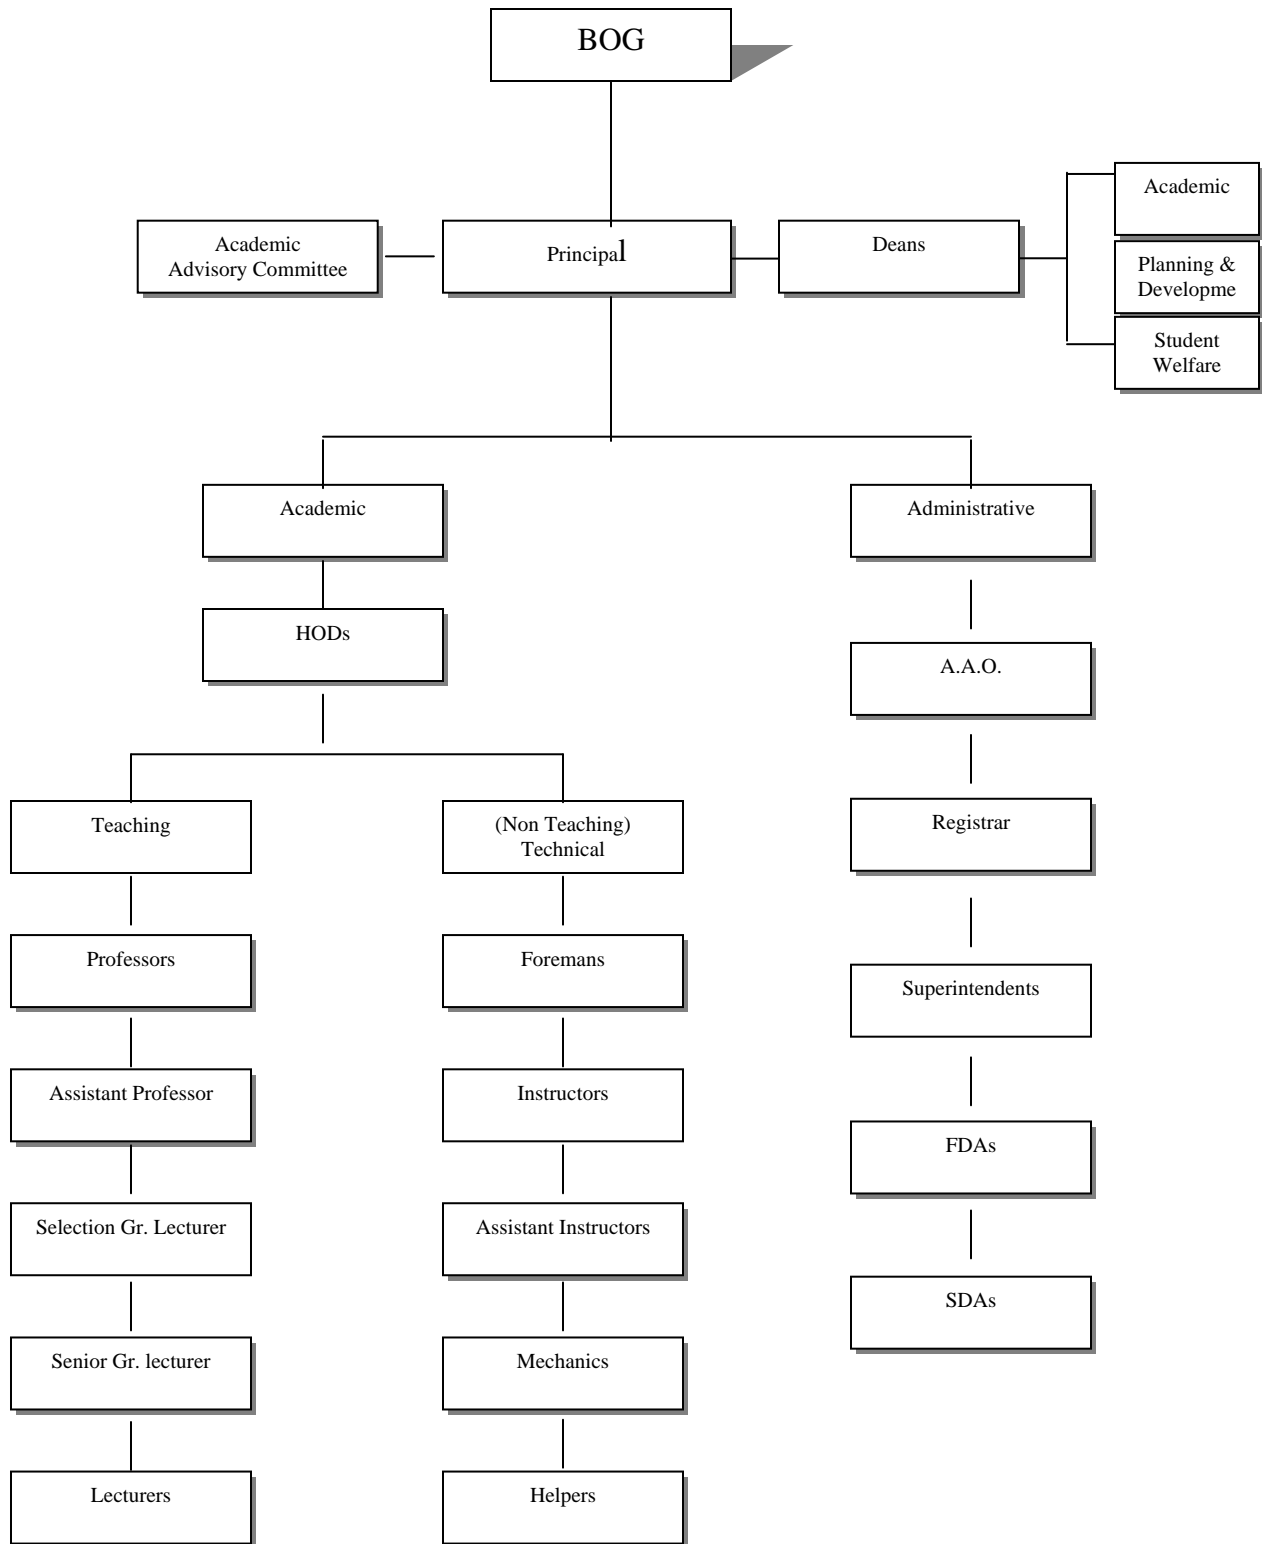 BOG
Academic
Advisory Committee
Principal
Deans
Academic
Planning &
Developme
Student
Welfare
Academic
Administrative
HODs
A.A.O.
Teaching
(Non Teaching)
Technical
Registrar
Professors
Foremans
Superintendents
Assistant Professor
Instructors
FDAs
Selection Gr. Lecturer
Assistant Instructors
SDAs
Senior Gr. lecturer
Mechanics
Lecturers
Helpers